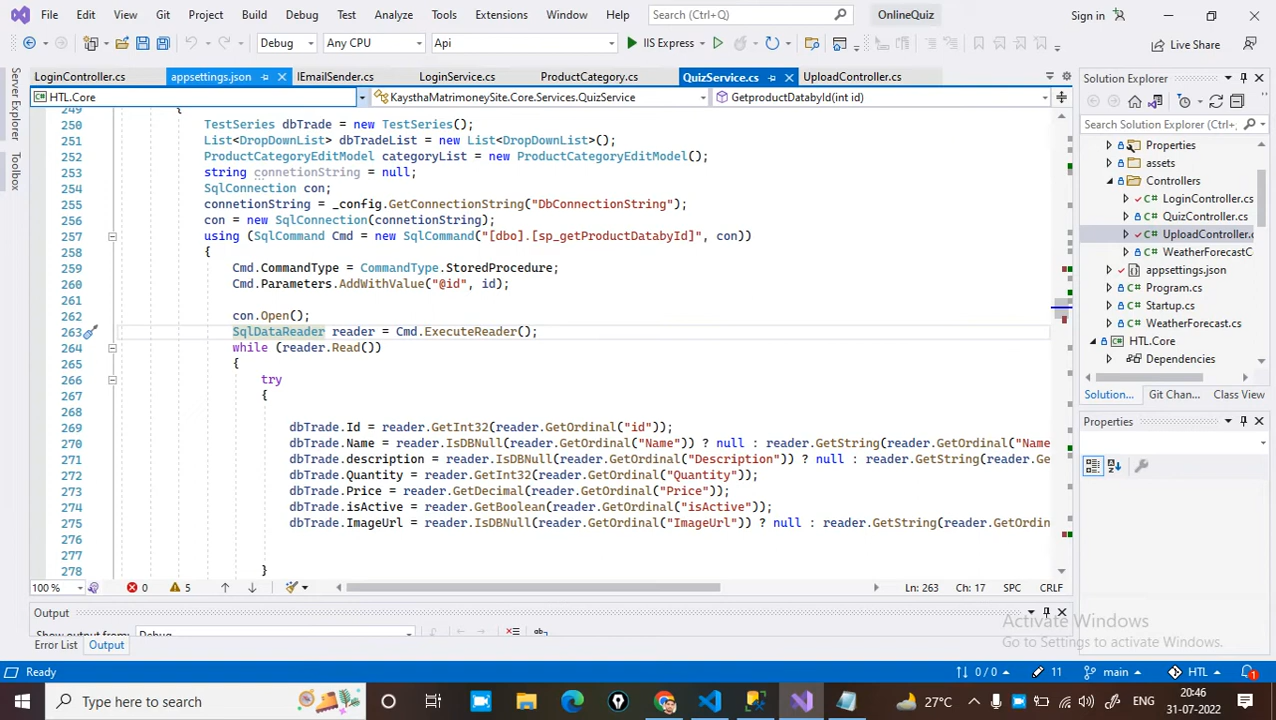 File Edit View Git Project Build Debug Test Analyze Tools Extensions Window Help Search (Ctrl+Q) OnlineQuiz Sign in
Debug Any CPU Api IIS Express Live Share
Server Explorer
Toolbox
LoginController.cs appsettings.json IEmailSender.cs LoginService.cs ProductCategory.cs QuizService.cs UploadController.cs
HTL.Core KaysthaMatrimoneySite.Core.Services.QuizService GetproductDatabyId(int id)
249 {
250 TestSeries dbTrade = new TestSeries();
251 List<DropDownList> dbTradeList = new List<DropDownList>();
252 ProductCategoryEditModel categoryList = new ProductCategoryEditModel();
253 string connetionString = null;
254 SqlConnection con;
255 connetionString = _config.GetConnectionString("DbConnectionString");
256 con = new SqlConnection(connetionString);
257 using (SqlCommand Cmd = new SqlCommand("[dbo].[sp_getProductDatabyId]", con))
258 {
259 Cmd.CommandType = CommandType.StoredProcedure;
260 Cmd.Parameters.AddWithValue("@id", id);
261
262 con.Open();
263 SqlDataReader reader = Cmd.ExecuteReader();
264 while (reader.Read())
265 {
266 try
267 {
268
269 dbTrade.Id = reader.GetInt32(reader.GetOrdinal("id"));
270 dbTrade.Name = reader.IsDBNull(reader.GetOrdinal("Name")) ? null : reader.GetString(reader.GetOrdinal("Name
271 dbTrade.description = reader.IsDBNull(reader.GetOrdinal("Description")) ? null : reader.GetString(reader.Ge
272 dbTrade.Quantity = reader.GetInt32(reader.GetOrdinal("Quantity"));
273 dbTrade.Price = reader.GetDecimal(reader.GetOrdinal("Price"));
274 dbTrade.isActive = reader.GetBoolean(reader.GetOrdinal("isActive"));
275 dbTrade.ImageUrl = reader.IsDBNull(reader.GetOrdinal("ImageUrl")) ? null : reader.GetString(reader.GetOrdin
276
277
278 }
100 % 0 5 Ln: 263 Ch: 17 SPC CRLF
Output
Show output from: Debug
Error List Output
Solution Explorer
Search Solution Explorer (Ctrl+
Properties
assets
Controllers
LoginController.cs
QuizController.cs
UploadController.c
WeatherForecastC
appsettings.json
Program.cs
Startup.cs
WeatherForecast.cs
HTL.Core
Dependencies
Solution... Git Chan... Class View
Properties
Activate Windows
Go to Settings to activate Windows.
Ready 0 / 0 11 main HTL 1
Type here to search 27°C ENG 20:46 31-07-2022